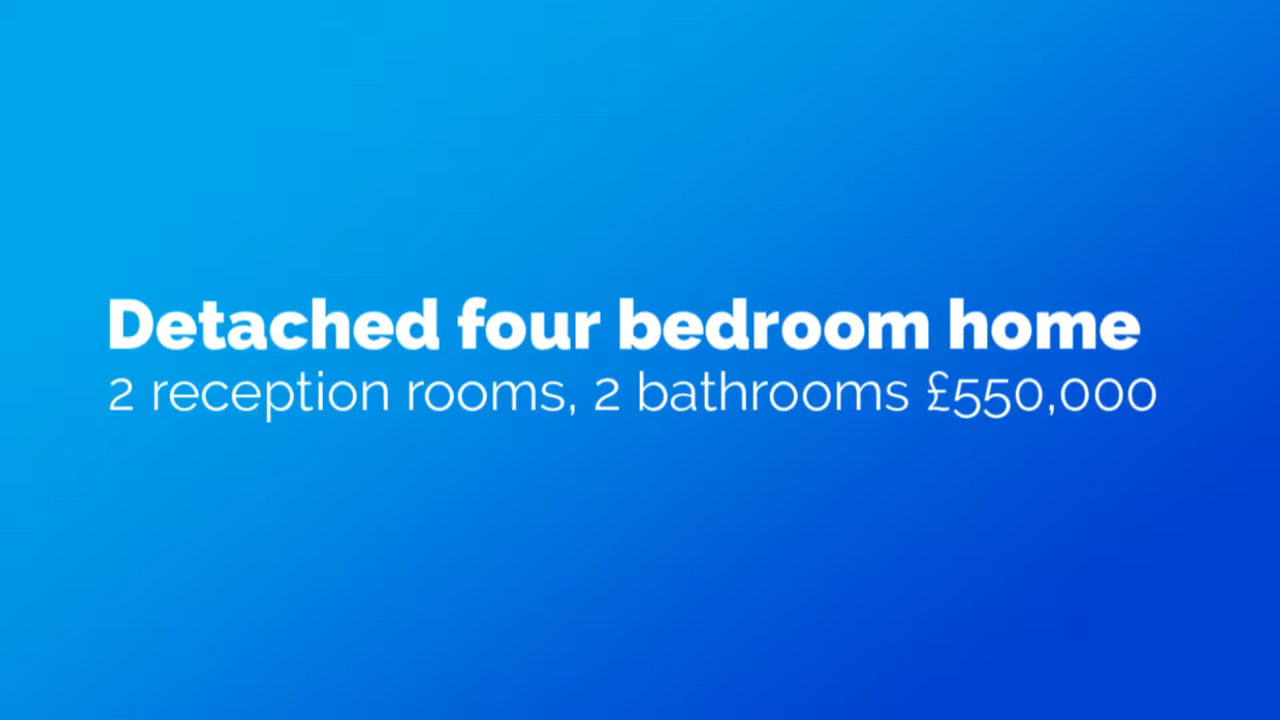 Detached four bedroom home
2 reception rooms, 2 bathrooms £550,000